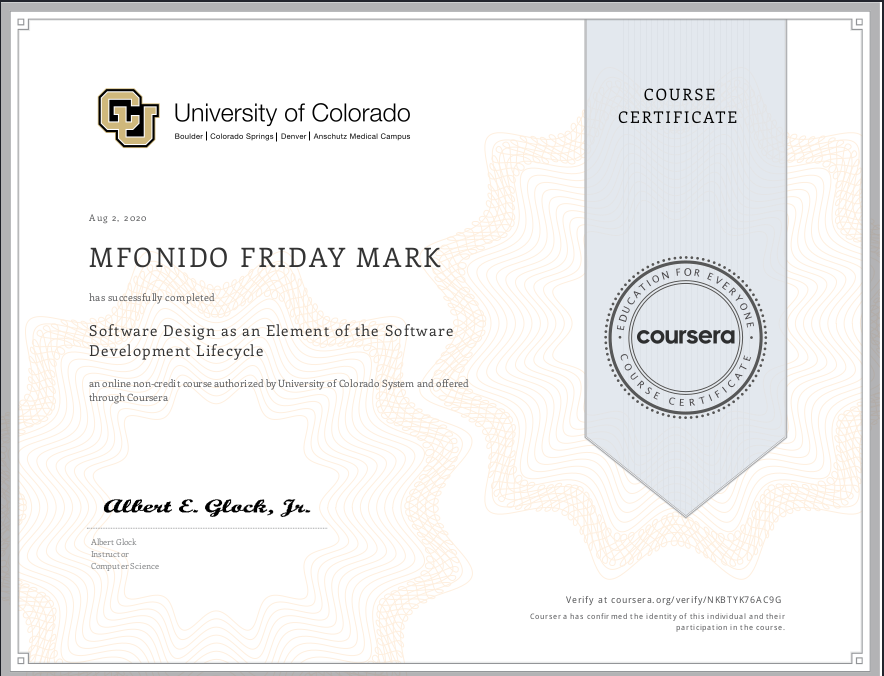 CU
University of Colorado
Boulder | Colorado Springs | Denver | Anschutz Medical Campus
COURSE
CERTIFICATE
Aug 2, 2020
MFONIDO FRIDAY MARK
has successfully completed
Software Design as an Element of the Software
Development Lifecycle
an online non-credit course authorized by University of Colorado System and offered
through Coursera
EDUCATION FOR EVERYONE
coursera
COURSE CERTIFICATE
Albert E. Glock, Jr.
Albert Glock
Instructor
Computer Science
Verify at coursera.org/verify/NKBTYK76AC9G
Coursera has confirmed the identity of this individual and their
participation in the course.